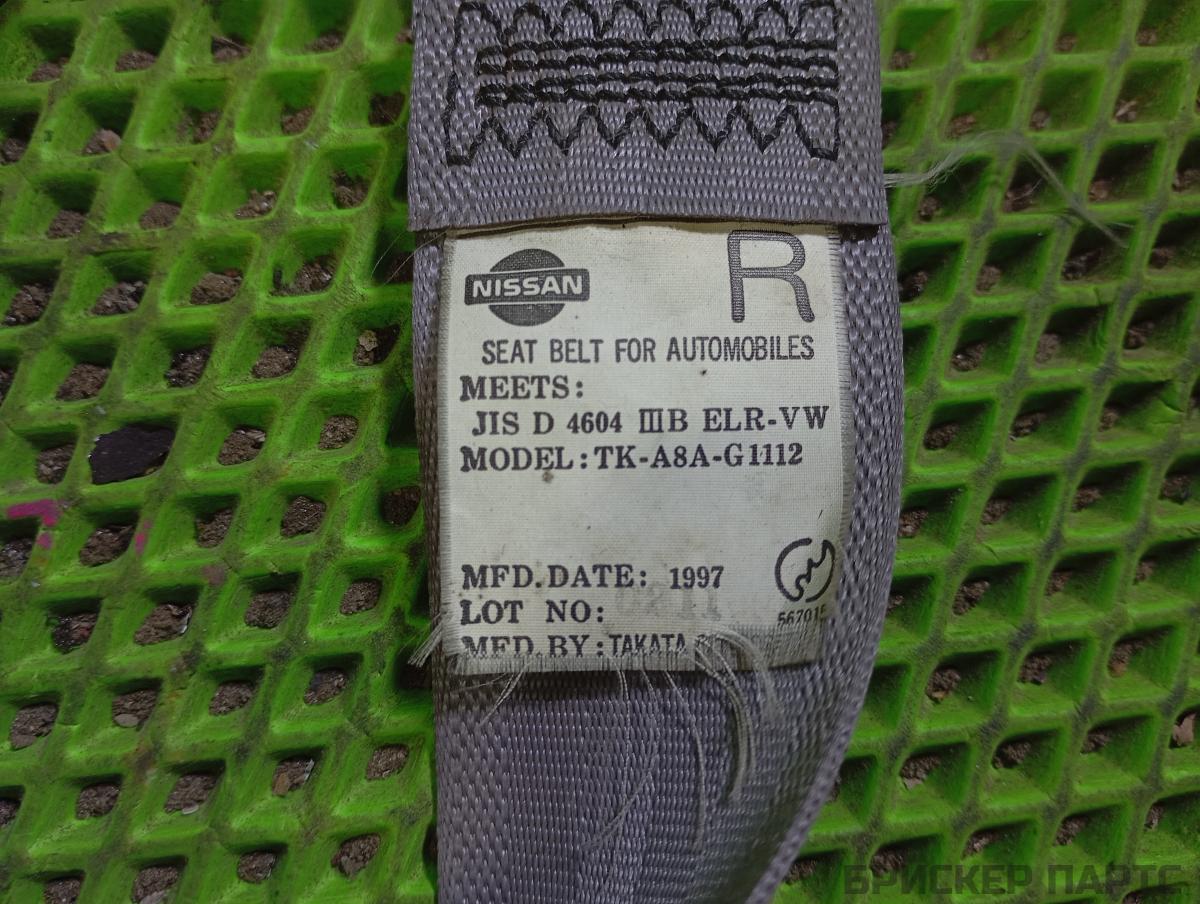 NISSAN
R
SEAT BELT FOR AUTOMOBILES
MEETS:
JIS D 4604 ⅢB ELR-VW
MODEL:TK-A8A-G1112
MFD.DATE: 1997
LOT NO:
56701
MFD.BY:TAKATA
БРИСКЕР ПАРТС